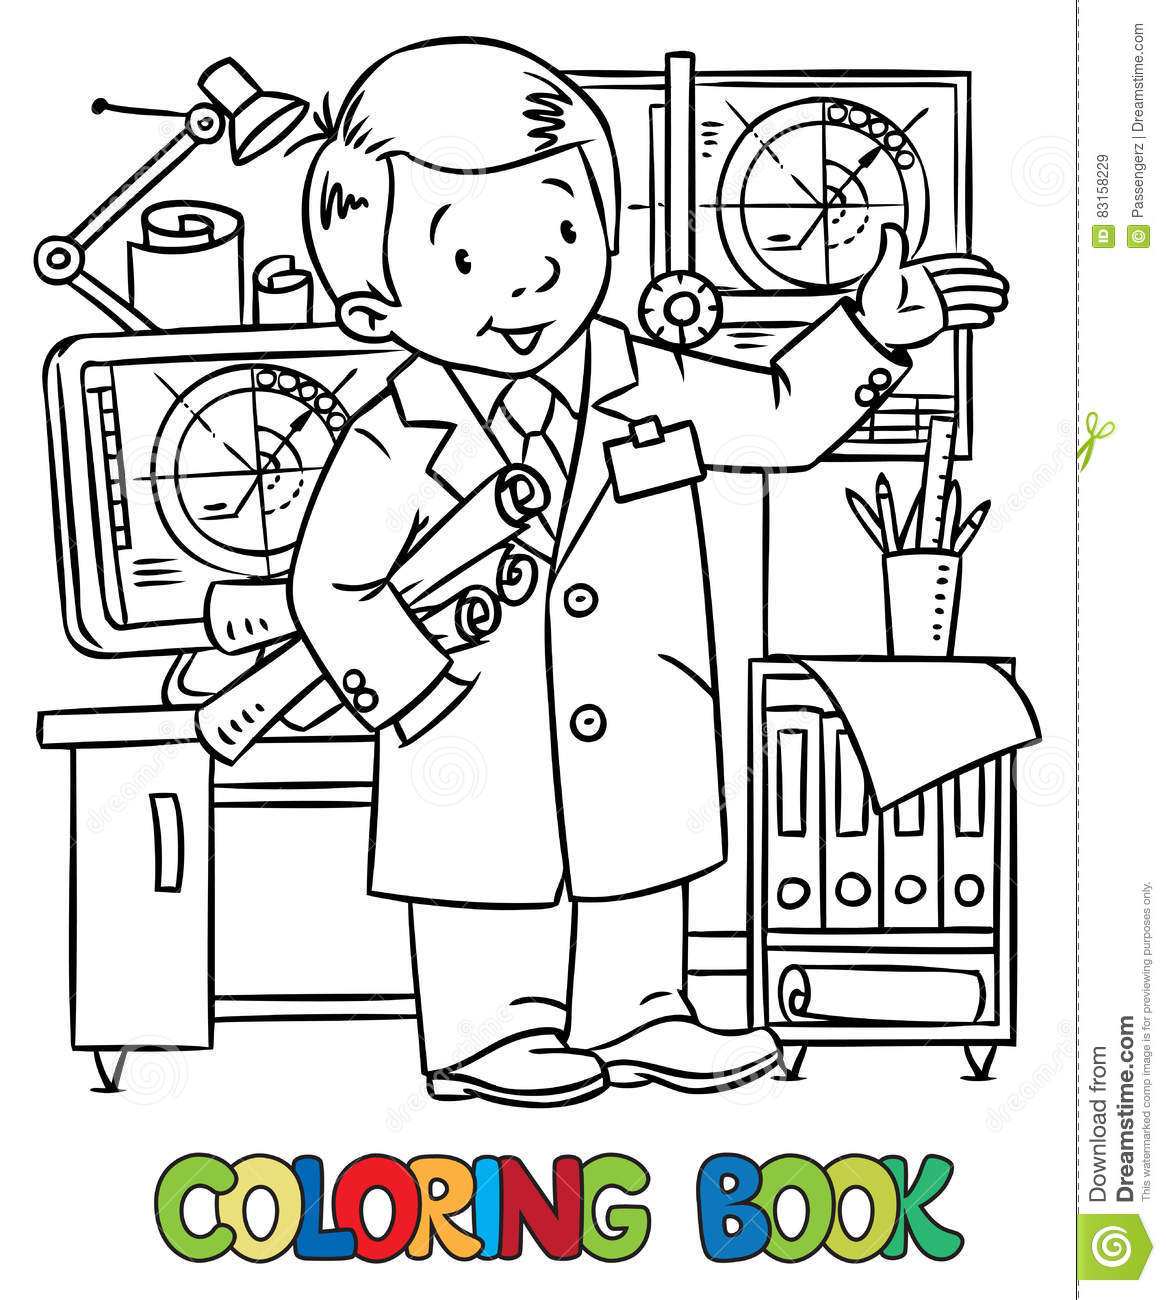 COLORING BOOK
ID 83158229
© Passengerz | Dreamstime.com
Download from
Dreamstime.com
This watermarked comp image is for previewing purposes only.
dreamstime